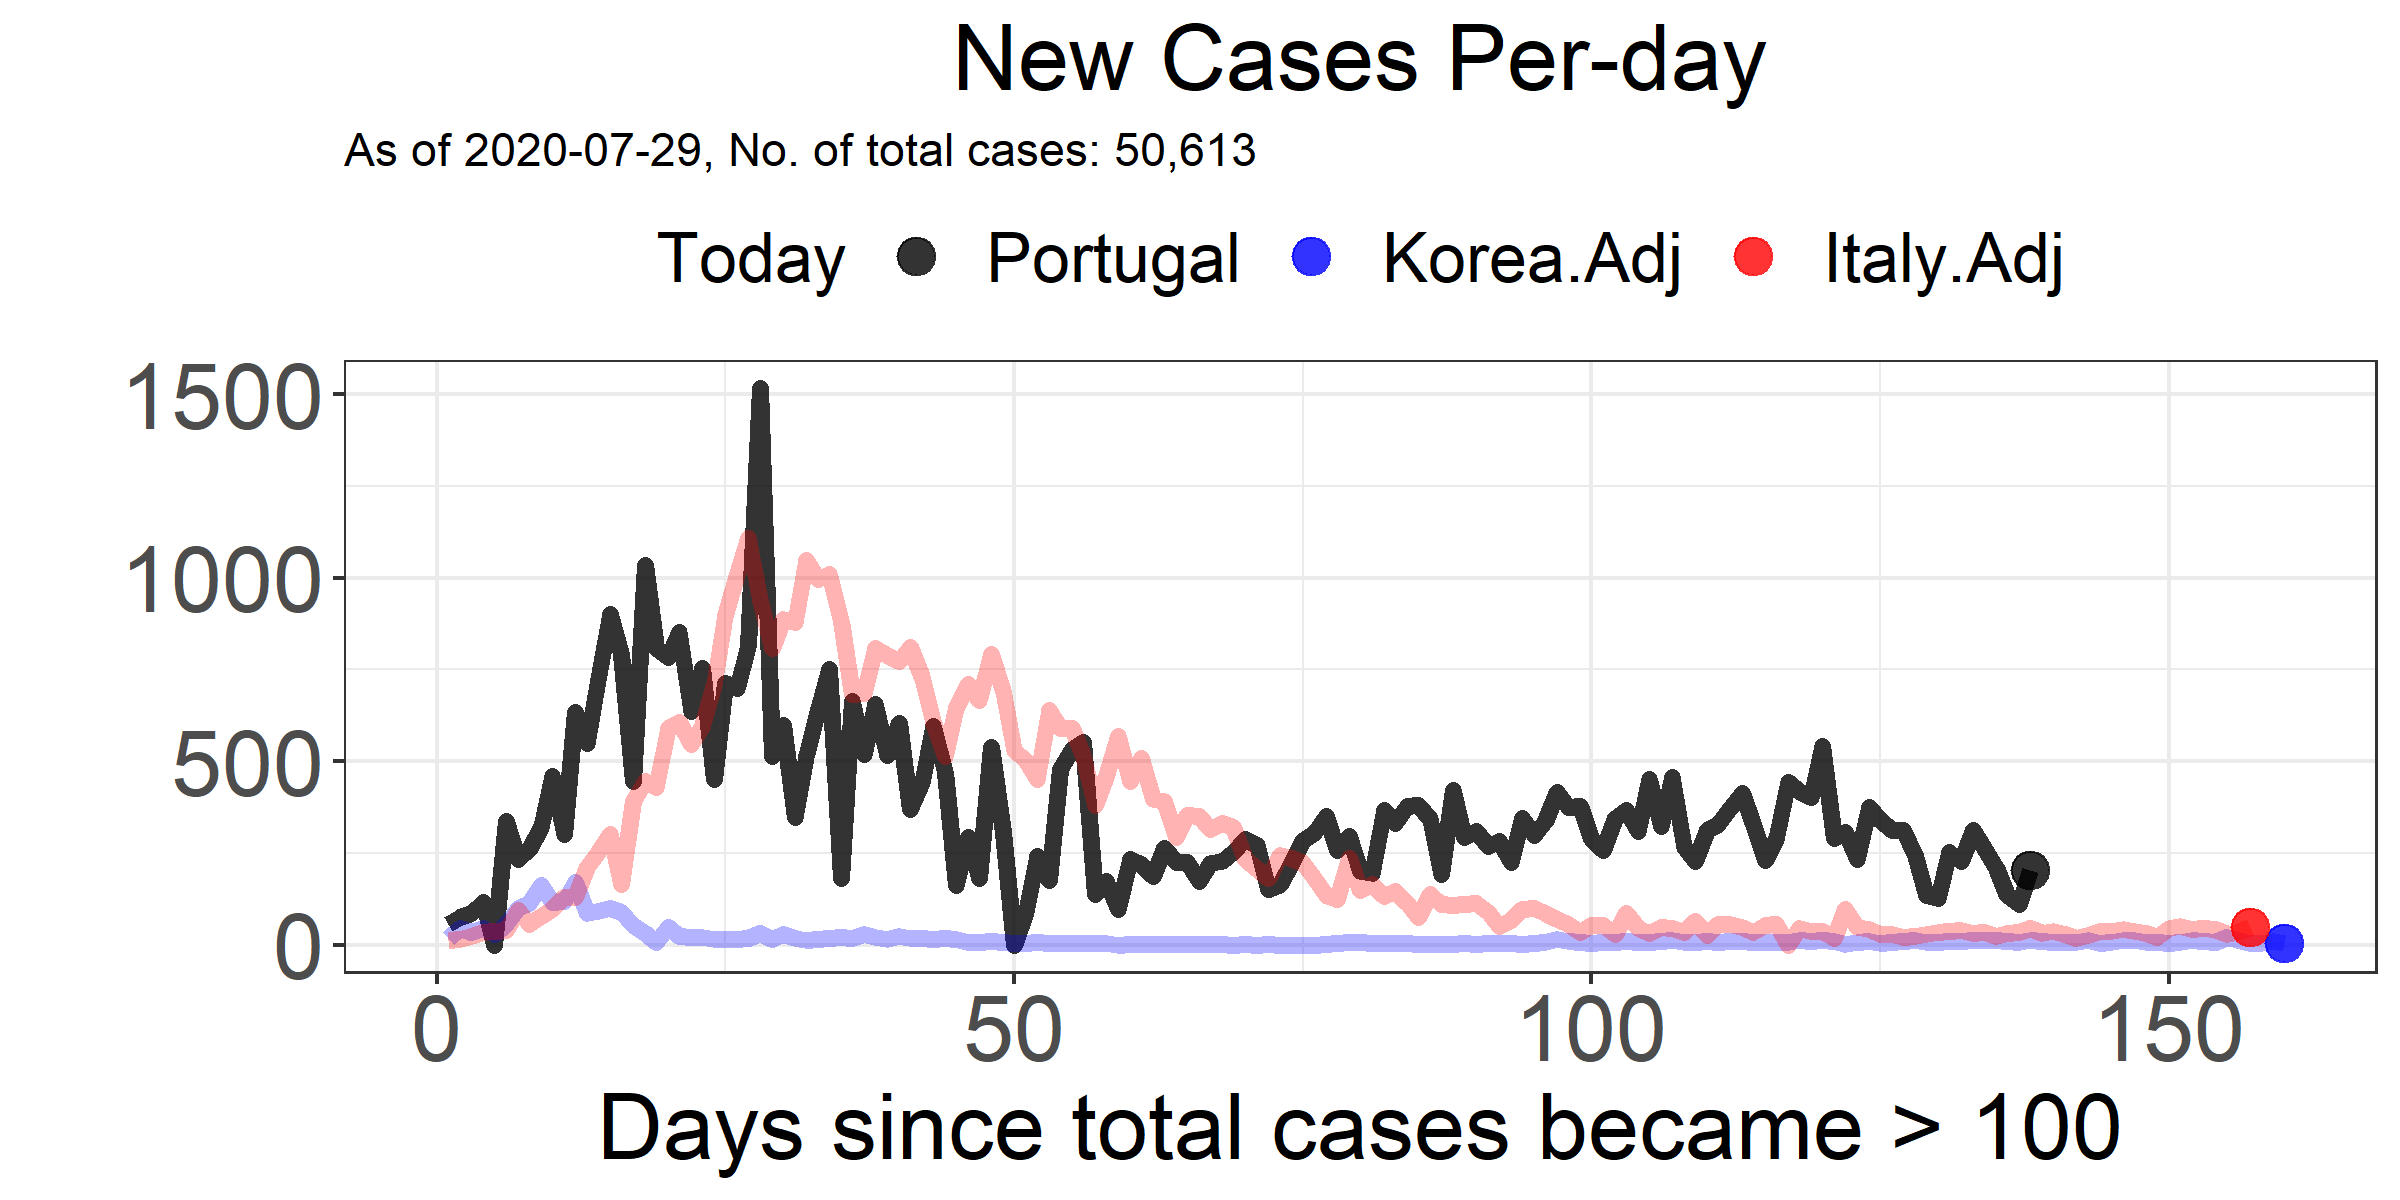 New Cases Per-day
As of 2020-07-29, No. of total cases: 50,613
Today Portugal Korea.Adj Italy.Adj
1500
1000
500
0
0 50 100 150
Days since total cases became > 100